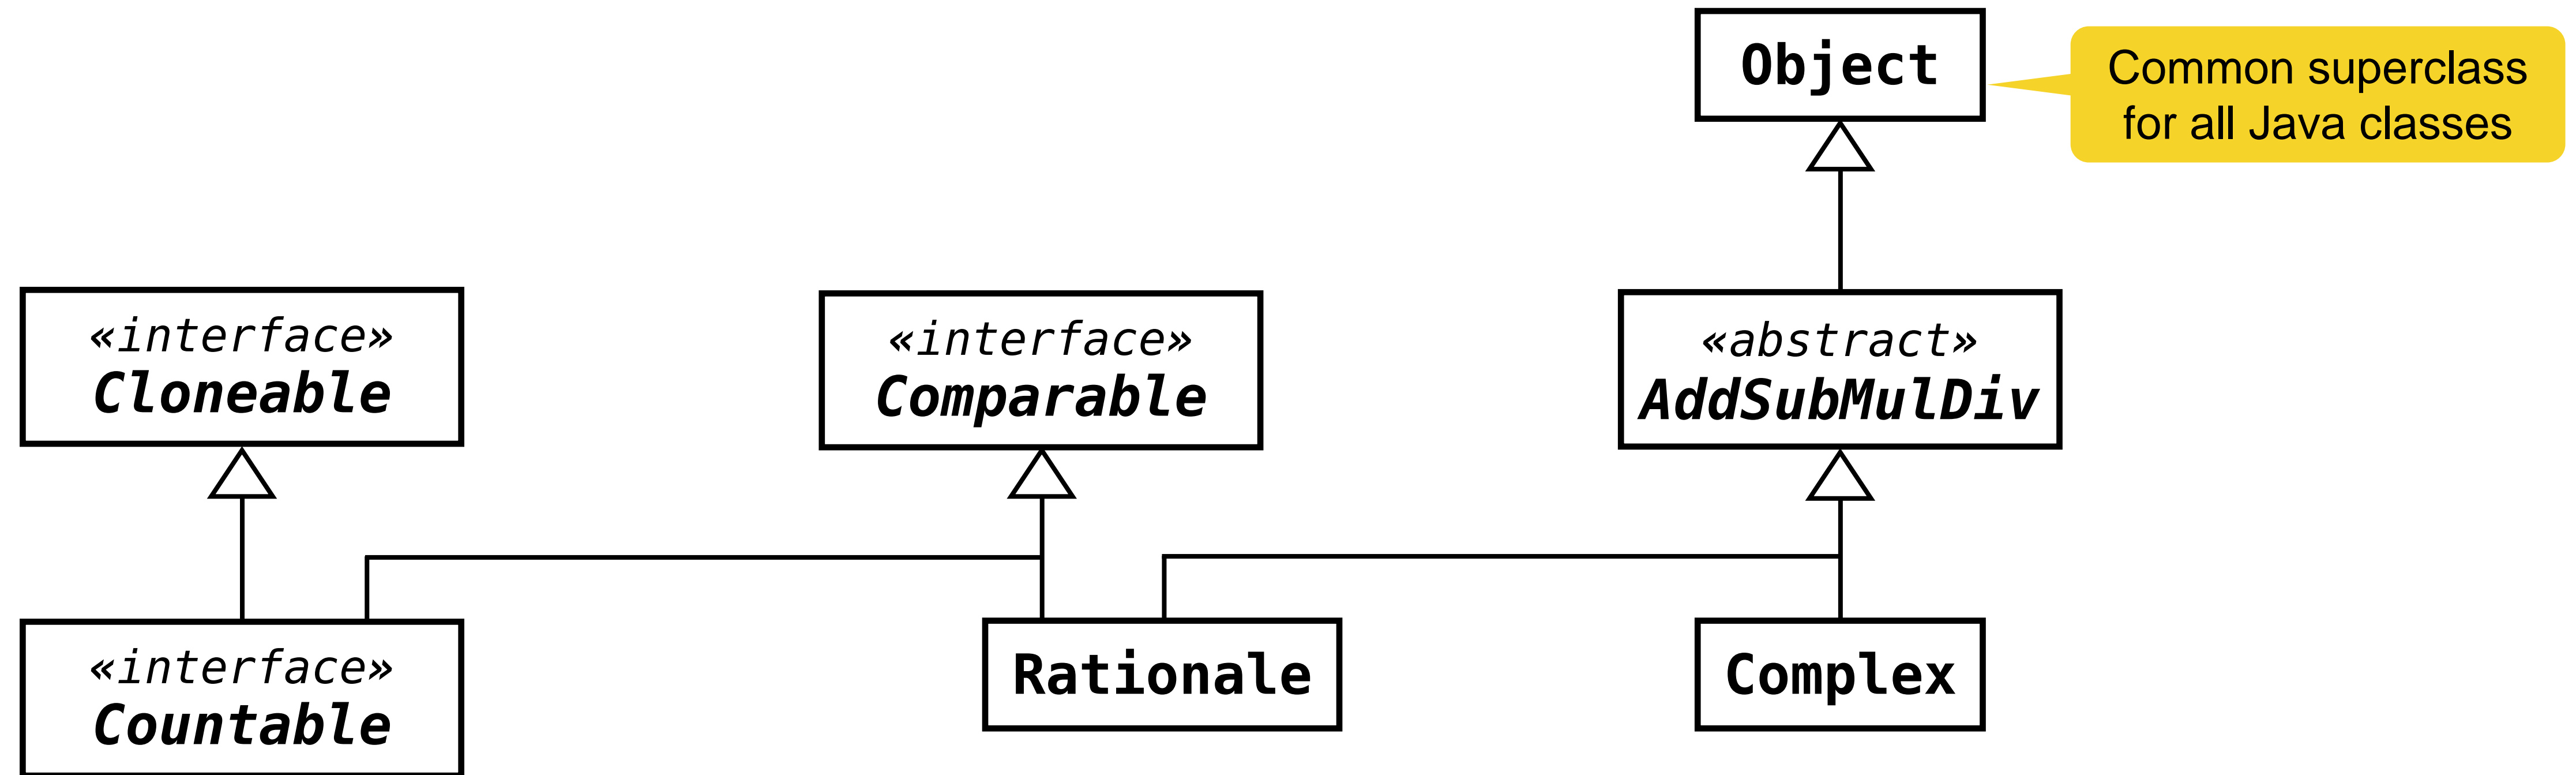 Object
Common superclass
for all Java classes
«interface»
Cloneable
«interface»
Comparable
«abstract»
AddSubMulDiv
«interface»
Countable
Rationale
Complex